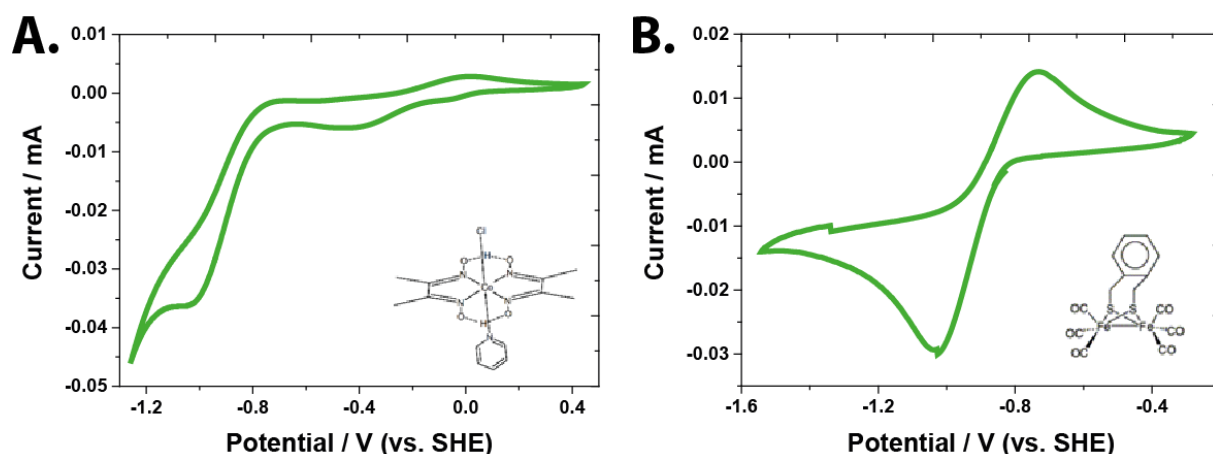 A.
B.
0.01
0.00
-0.01
-0.02
-0.03
-0.04
-0.05
Current / mA
-1.2 -0.8 -0.4 0.0 0.4
Potential / V (vs. SHE)
Cl
O H O
N N
Co
N N
O H O
N
0.02
0.01
0.00
-0.01
-0.02
-0.03
Current / mA
-1.6 -1.2 -0.8 -0.4
Potential / V (vs. SHE)
S S
OC CO
Fe Fe
OC CO
OC CO